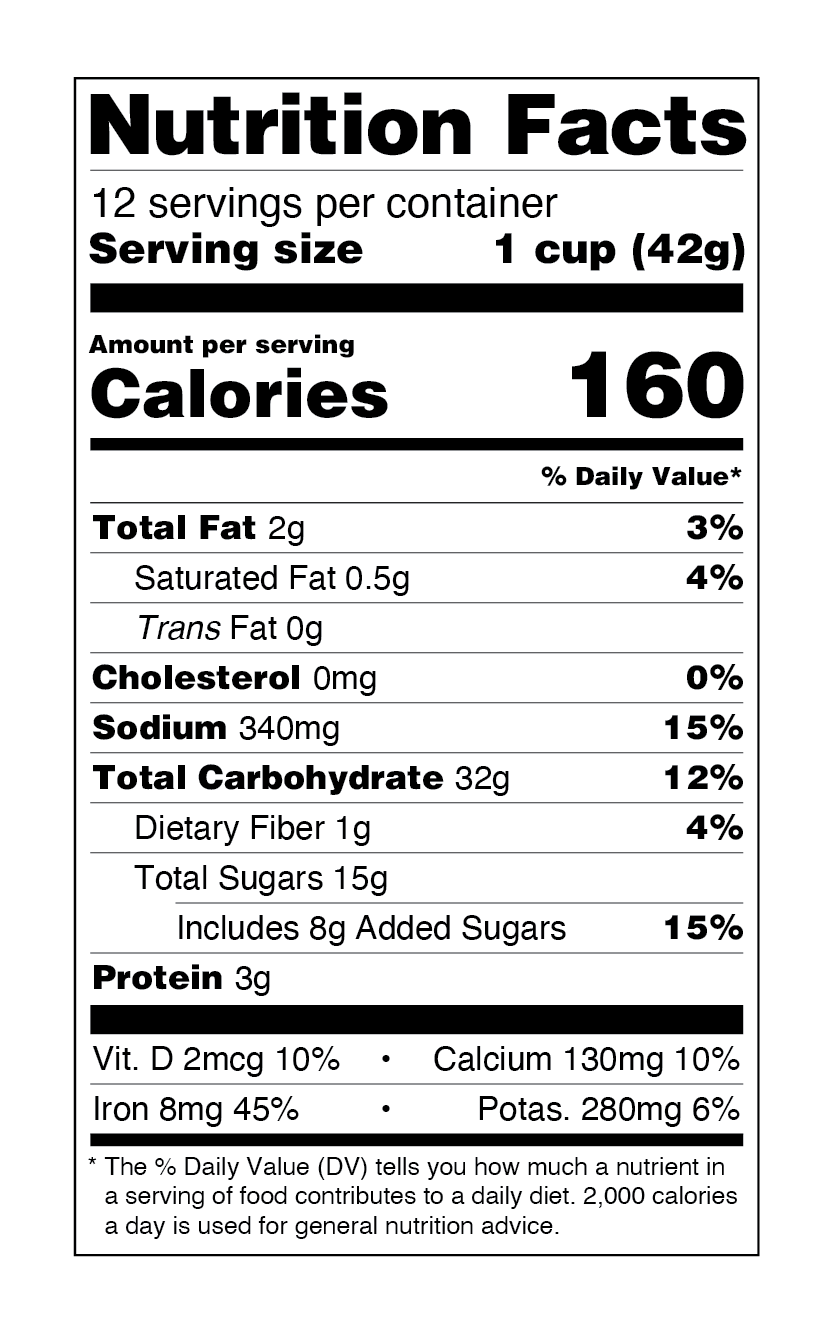 Nutrition Facts
12 servings per container
Serving size 1 cup (42g)
Amount per serving
Calories 160
% Daily Value*
Total Fat 2g 3%
Saturated Fat 0.5g 4%
Trans Fat 0g
Cholesterol 0mg 0%
Sodium 340mg 15%
Total Carbohydrate 32g 12%
Dietary Fiber 1g 4%
Total Sugars 15g
Includes 8g Added Sugars 15%
Protein 3g
Vit. D 2mcg 10% • Calcium 130mg 10%
Iron 8mg 45% • Potas. 280mg 6%
* The % Daily Value (DV) tells you how much a nutrient in
a serving of food contributes to a daily diet. 2,000 calories
a day is used for general nutrition advice.